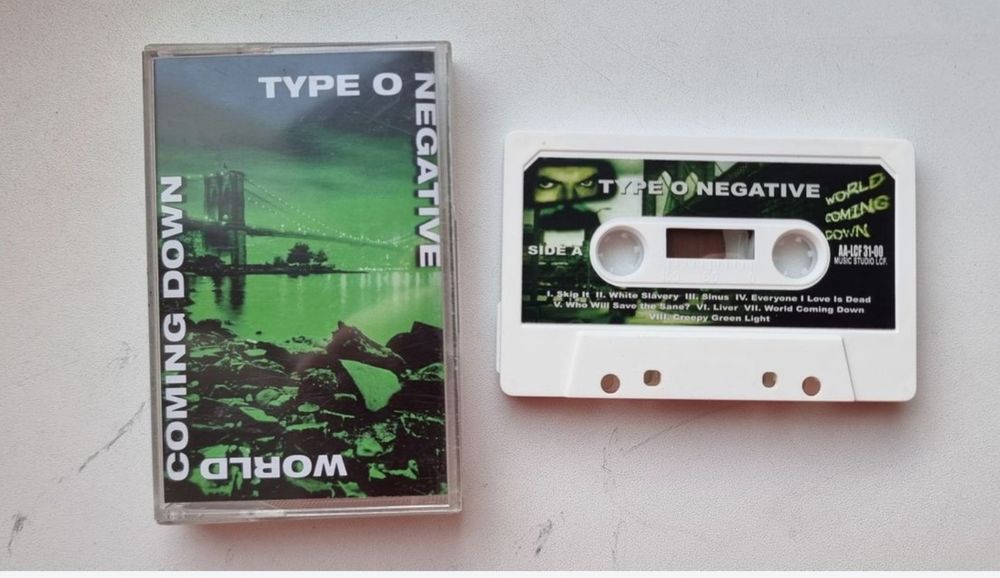 TYPE O NEGATIVE
WORLD COMING DOWN
TYPE O NEGATIVE
WORLD
COMING
DOWN
SIDE A
AA-LCF 31-00
MUSIC STUDIO LCF.
I. Skip It II. White Slavery III. Sinus IV. Everyone I Love Is Dead
V. Who Will Save the Sane? VI. Liver VII. World Coming Down
VIII. Creepy Green Light